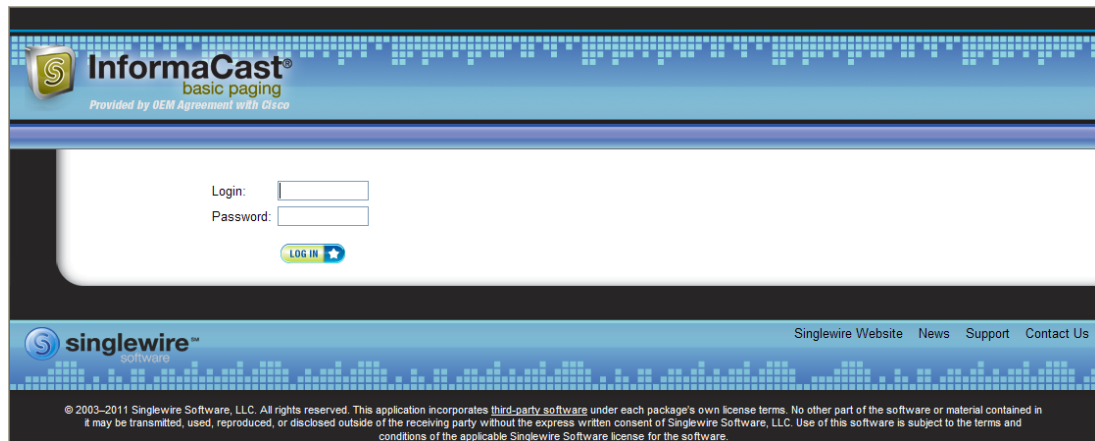 InformaCast®
basic paging
Provided by OEM Agreement with Cisco
Login:
Password:
LOG IN
singlewire℠
software
Singlewire Website News Support Contact Us
© 2003–2011 Singlewire Software, LLC. All rights reserved. This application incorporates third-party software under each package's own license terms. No other part of the software or material contained in
it may be transmitted, used, reproduced, or disclosed outside of the receiving party without the express written consent of Singlewire Software, LLC. Use of this software is subject to the terms and
conditions of the applicable Singlewire Software license for the software.